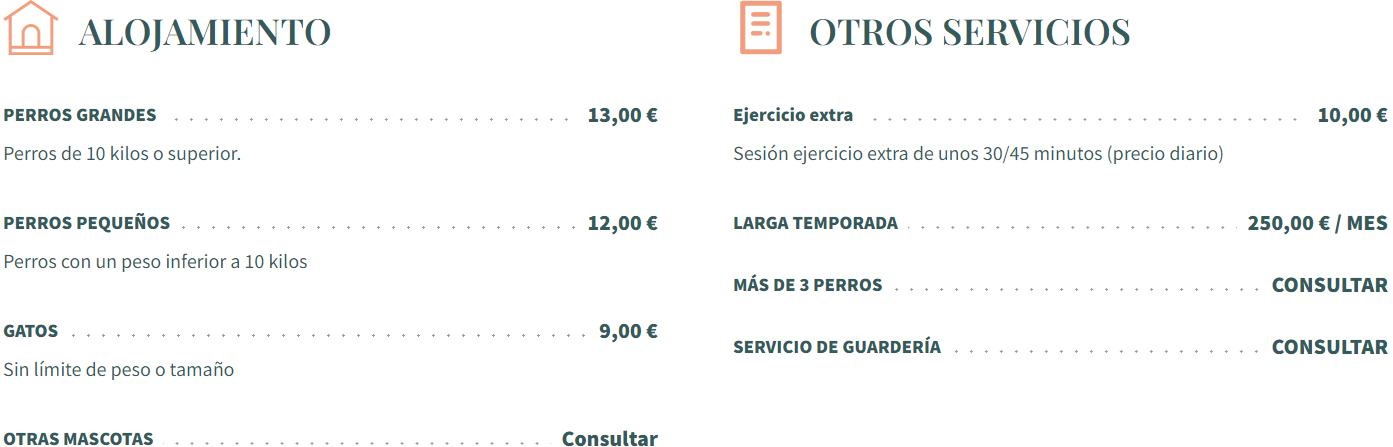 ALOJAMIENTO
PERROS GRANDES . . . . . . . . . . . . . . . . . . . . . . . . . . . 13,00 €
Perros de 10 kilos o superior.
PERROS PEQUEÑOS . . . . . . . . . . . . . . . . . . . . . . . . . . 12,00 €
Perros con un peso inferior a 10 kilos
GATOS . . . . . . . . . . . . . . . . . . . . . . . . . . . . . . . . . . 9,00 €
Sin límite de peso o tamaño
OTRAS MASCOTAS . . . . . . . . . . . . . . . . . . . . . . . . . Consultar
OTROS SERVICIOS
Ejercicio extra . . . . . . . . . . . . . . . . . . . . . . . . . . . . . 10,00 €
Sesión ejercicio extra de unos 30/45 minutos (precio diario)
LARGA TEMPORADA . . . . . . . . . . . . . . . . . . . . . . 250,00 € / MES
MÁS DE 3 PERROS . . . . . . . . . . . . . . . . . . . . . . . . . CONSULTAR
SERVICIO DE GUARDERÍA . . . . . . . . . . . . . . . . . . . . . CONSULTAR